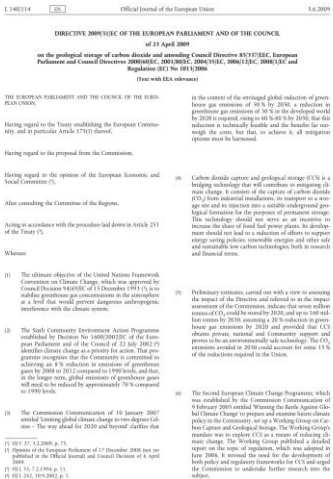 L 140/114
EN
Official Journal of the European Union
5.6.2009
DIRECTIVE 2009/31/EC OF THE EUROPEAN PARLIAMENT AND OF THE COUNCIL
of 23 April 2009
on the geological storage of carbon dioxide and amending Council Directive 85/337/EEC, European
Parliament and Council Directives 2000/60/EC, 2001/80/EC, 2004/35/EC, 2006/12/EC, 2008/1/EC and
Regulation (EC) No 1013/2006
(Text with EEA relevance)
THE EUROPEAN PARLIAMENT AND THE COUNCIL OF THE EURO-
PEAN UNION,
Having regard to the Treaty establishing the European Commu-
nity, and in particular Article 175(1) thereof,
Having regard to the proposal from the Commission,
Having regard to the opinion of the European Economic and
Social Committee (1),
After consulting the Committee of the Regions,
Acting in accordance with the procedure laid down in Article 251
of the Treaty (2),
Whereas:
(1) The ultimate objective of the United Nations Framework
Convention on Climate Change, which was approved by
Council Decision 94/69/EC of 15 December 1993 (3), is to
stabilise greenhouse gas concentrations in the atmosphere
at a level that would prevent dangerous anthropogenic
interference with the climate system.
(2) The Sixth Community Environment Action Programme
established by Decision No 1600/2002/EC of the Euro-
pean Parliament and of the Council of 22 July 2002 (4)
identifies climate change as a priority for action. That pro-
gramme recognises that the Community is committed to
achieving an 8 % reduction in emissions of greenhouse
gases by 2008 to 2012 compared to 1990 levels, and that,
in the longer term, global emissions of greenhouse gases
will need to be reduced by approximately 70 % compared
to 1990 levels.
(3) The Commission Communication of 10 January 2007
entitled 'Limiting global climate change to two degree Cel-
sius – The way ahead for 2020 and beyond' clarifies that
(1) OJ C 27, 3.2.2009, p. 75.
(2) Opinion of the European Parliament of 17 December 2008 (not yet
published in the Official Journal) and Council Decision of 6 April
2009.
(3) OJ L 33, 7.2.1994, p. 11.
(4) OJ L 242, 10.9.2002, p. 1.
in the context of the envisaged global reduction of green-
house gas emissions of 50 % by 2050, a reduction in
greenhouse gas emissions of 30 % in the developed world
by 2020 is required, rising to 60 %-80 % by 2050, that this
reduction is technically feasible and the benefits far out-
weigh the costs, but that, to achieve it, all mitigation
options must be harnessed.
(4) Carbon dioxide capture and geological storage (CCS) is a
bridging technology that will contribute to mitigating cli-
mate change. It consists of the capture of carbon dioxide
(CO2) from industrial installations, its transport to a stor-
age site and its injection into a suitable underground geo-
logical formation for the purposes of permanent storage.
This technology should not serve as an incentive to
increase the share of fossil fuel power plants. Its develop-
ment should not lead to a reduction of efforts to support
energy saving policies, renewable energies and other safe
and sustainable low carbon technologies, both in research
and financial terms.
(5) Preliminary estimates, carried out with a view to assessing
the impact of the Directive and referred to in the impact
assessment of the Commission, indicate that seven million
tonnes of CO2 could be stored by 2020, and up to 160 mil-
lion tonnes by 2030, assuming a 20 % reduction in green-
house gas emissions by 2020 and provided that CCS
obtains private, national and Community support and
proves to be an environmentally safe technology. The CO2
emissions avoided in 2030 could account for some 15 %
of the reductions required in the Union.
(6) The Second European Climate Change Programme, which
was established by the Commission Communication of
9 February 2005 entitled 'Winning the Battle Against Glo-
bal Climate Change' to prepare and examine future climate
policy in the Community, set up a Working Group on Car-
bon Capture and Geological Storage. The Working Group's
mandate was to explore CCS as a means of reducing cli-
mate change. The Working Group published a detailed
report on the topic of regulation, which was adopted in
June 2006. It stressed the need for the development of
both policy and regulatory frameworks for CCS and urged
the Commission to undertake further research into the
subject.